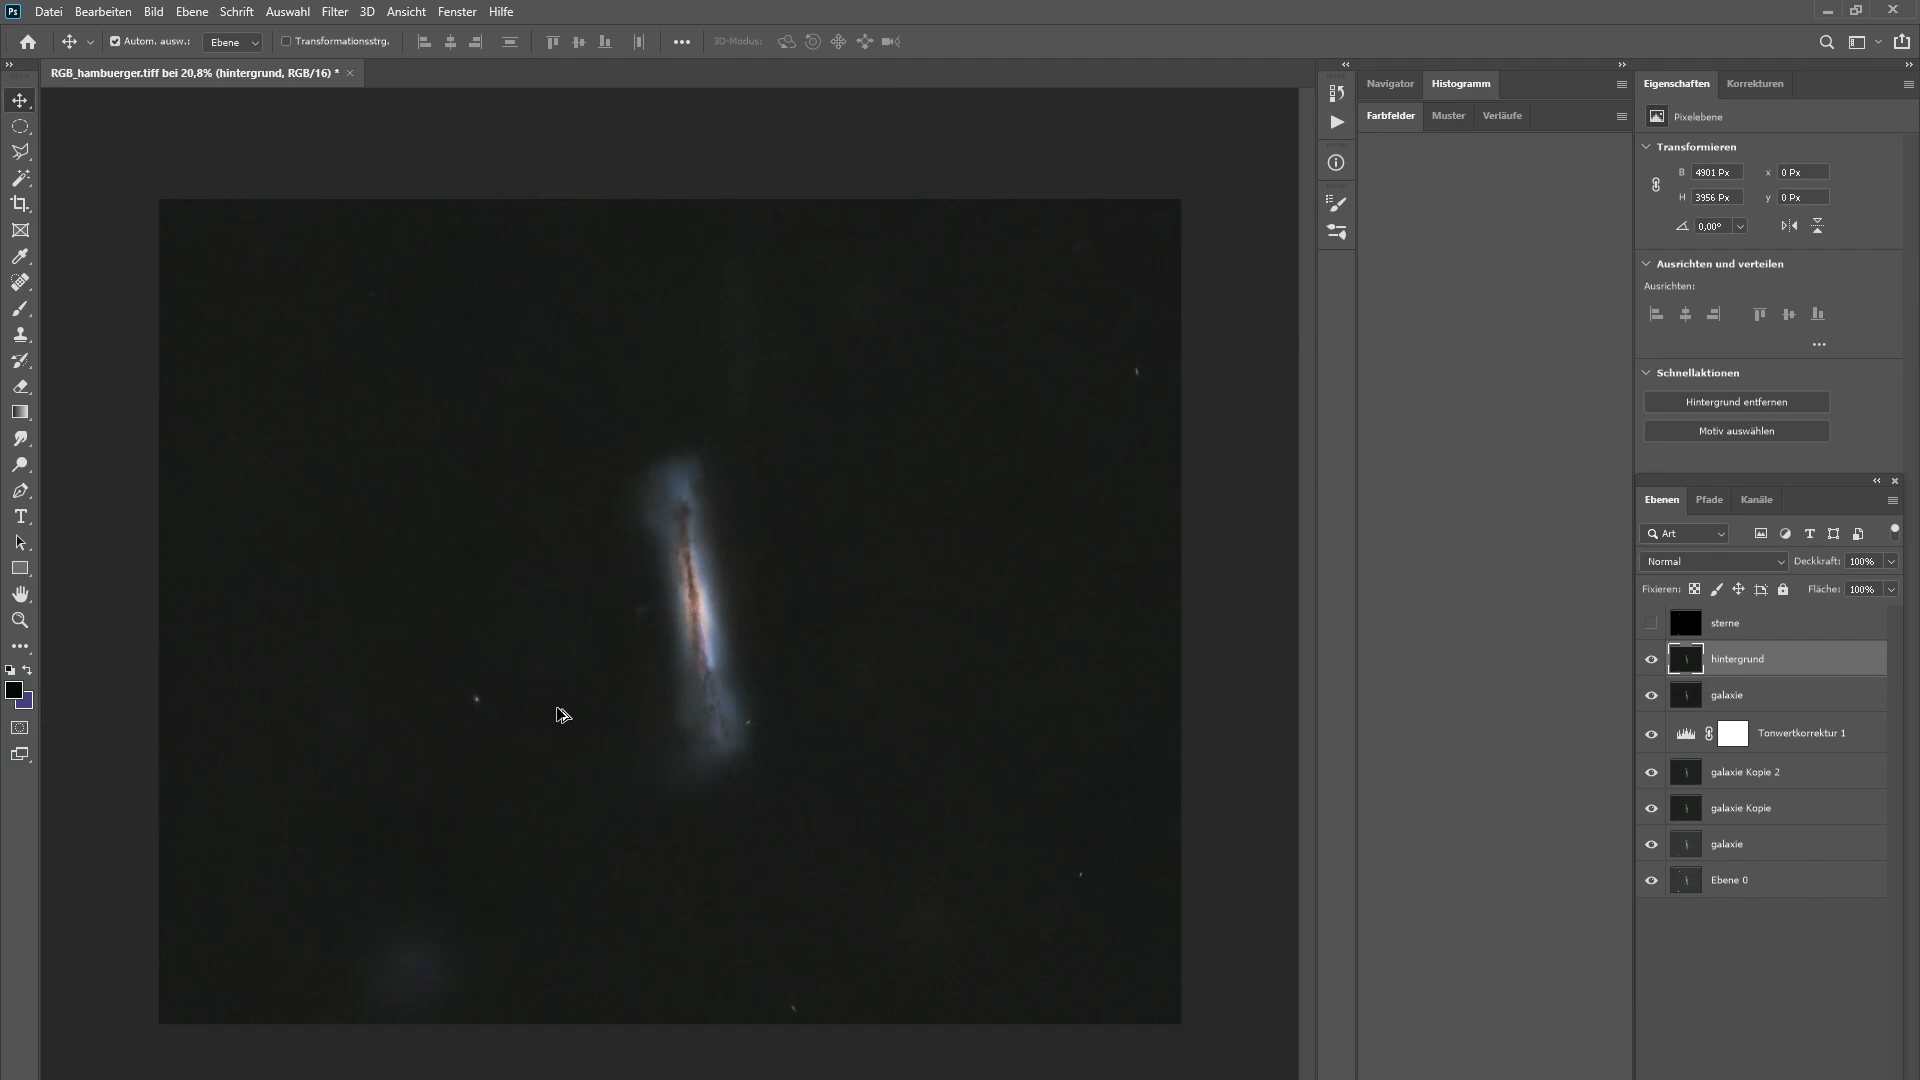 Ps Datei Bearbeiten Bild Ebene Schrift Auswahl Filter 3D Ansicht Fenster Hilfe
Autom. ausw.: Ebene Transformationsstrg. 3D-Modus:
RGB_hambuerger.tiff bei 20,8% (hintergrund, RGB/16) *
Navigator Histogramm
Farbfelder Muster Verläufe
Eigenschaften Korrekturen
Pixelebene
Transformieren
B 4901 Px x 0 Px
H 3956 Px y 0 Px
0,00°
Ausrichten und verteilen
Ausrichten:
Schnellaktionen
Hintergrund entfernen
Motiv auswählen
Ebenen Pfade Kanäle
Art
Normal Deckkraft: 100%
Fixieren: Fläche: 100%
sterne
hintergrund
galaxie
Tonwertkorrektur 1
galaxie Kopie 2
galaxie Kopie
galaxie
Ebene 0